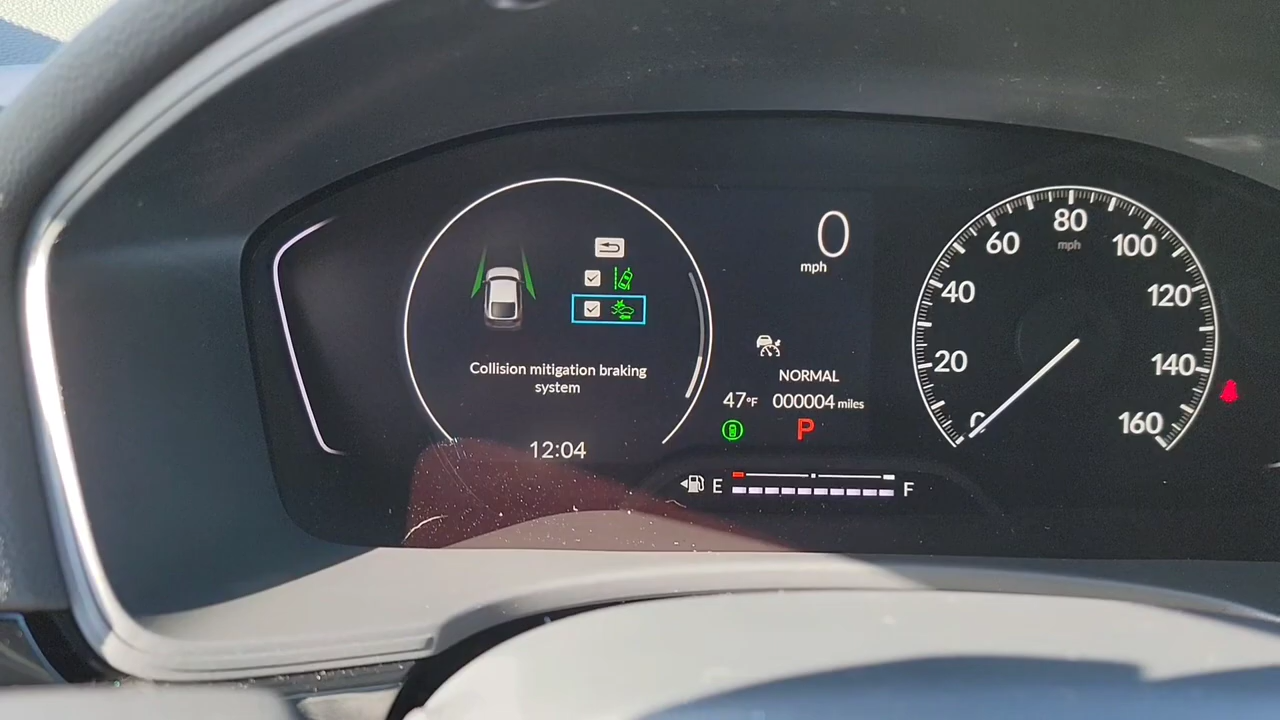 Collision mitigation braking
system
12:04
0
mph
NORMAL
47°F 000004 miles
P
E F
0
20
40
60
80
mph
100
120
140
160